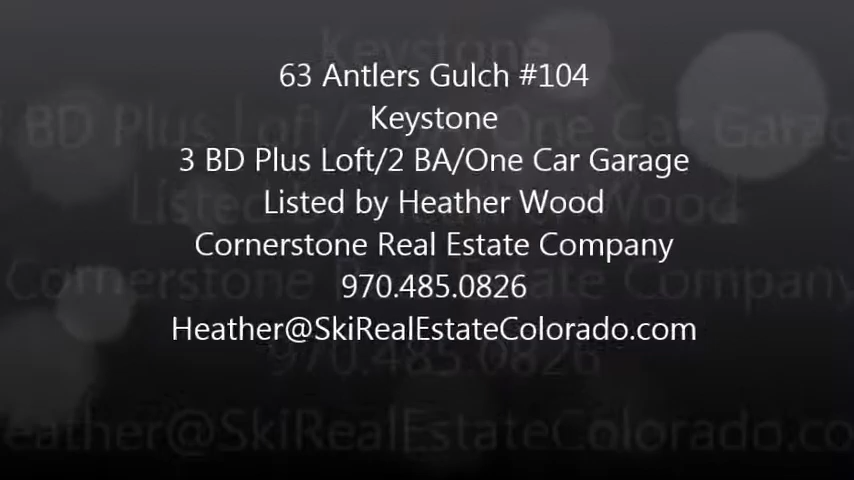 63 Antlers Gulch #104
Keystone
3 BD Plus Loft/2 BA/One Car Garage
Listed by Heather Wood
Cornerstone Real Estate Company
970.485.0826
Heather@SkiRealEstateColorado.com